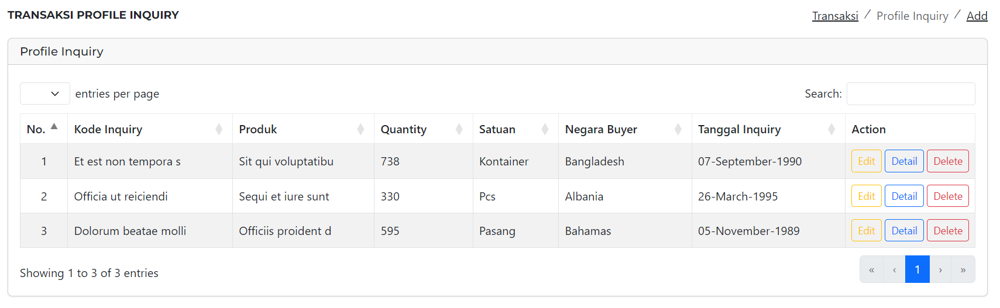 TRANSAKSI PROFILE INQUIRY
Transaksi / Profile Inquiry / Add
Profile Inquiry
entries per page
Search:
No. Kode Inquiry Produk Quantity Satuan Negara Buyer Tanggal Inquiry Action
1 Et est non tempora s Sit qui voluptatibu 738 Kontainer Bangladesh 07-September-1990 Edit Detail Delete
2 Officia ut reiciendi Sequi et iure sunt 330 Pcs Albania 26-March-1995 Edit Detail Delete
3 Dolorum beatae molli Officiis proident d 595 Pasang Bahamas 05-November-1989 Edit Detail Delete
Showing 1 to 3 of 3 entries
« ‹ 1 › »